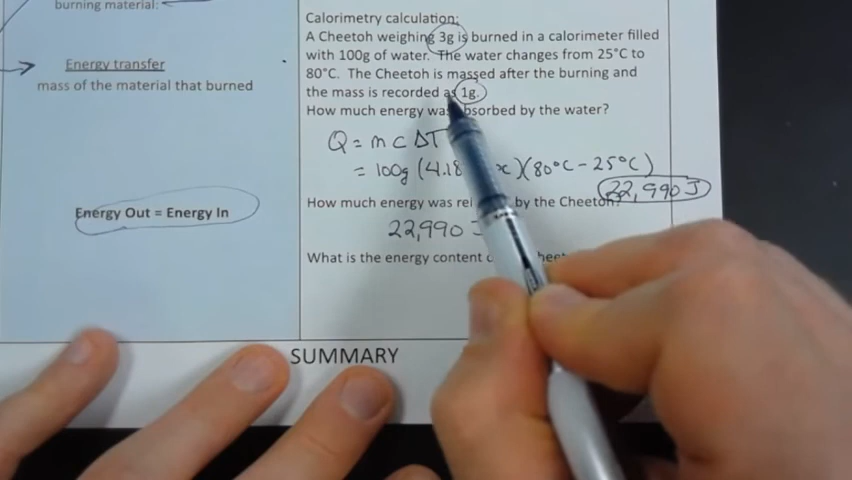 burning material:
Energy transfer
mass of the material that burned
Energy Out = Energy In
Calorimetry calculation:
A Cheetoh weighing 3g is burned in a calorimeter filled
with 100g of water. The water changes from 25°C to
80°C. The Cheetoh is massed after the burning and
the mass is recorded as 1g.
How much energy was absorbed by the water?
Q = m c ΔT
= 100g (4.18 )(80°C - 25°C)
22,990 J
How much energy was by the Cheetoh?
22,990 J
What is the energy content
SUMMARY